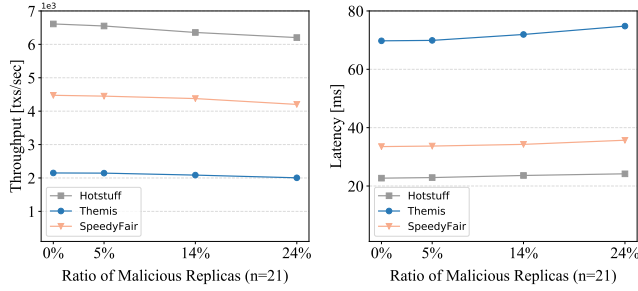 1e3
7
6
5
4
3
2
1
Throughput [txs/sec]
Hotstuff
Themis
SpeedyFair
0% 5% 14% 24%
Ratio of Malicious Replicas (n=21)
80
60
40
20
Latency [ms]
Hotstuff
Themis
SpeedyFair
0% 5% 14% 24%
Ratio of Malicious Replicas (n=21)